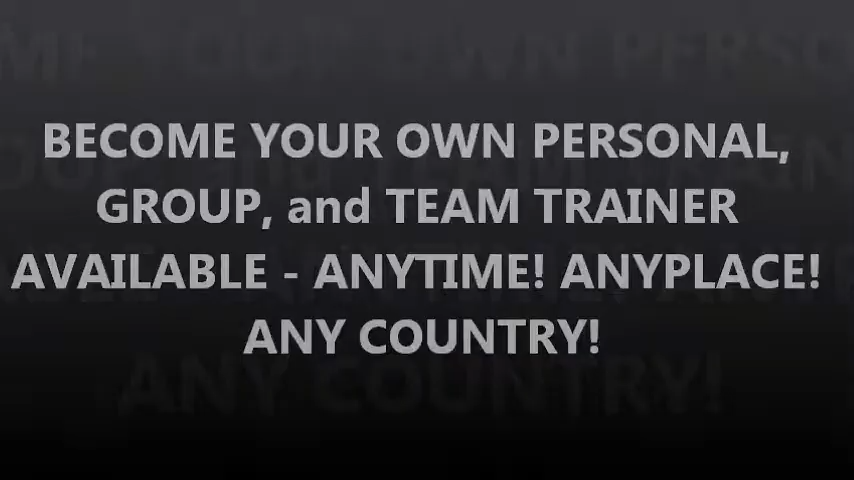 BECOME YOUR OWN PERSONAL,
GROUP, and TEAM TRAINER
AVAILABLE - ANYTIME! ANYPLACE!
ANY COUNTRY!